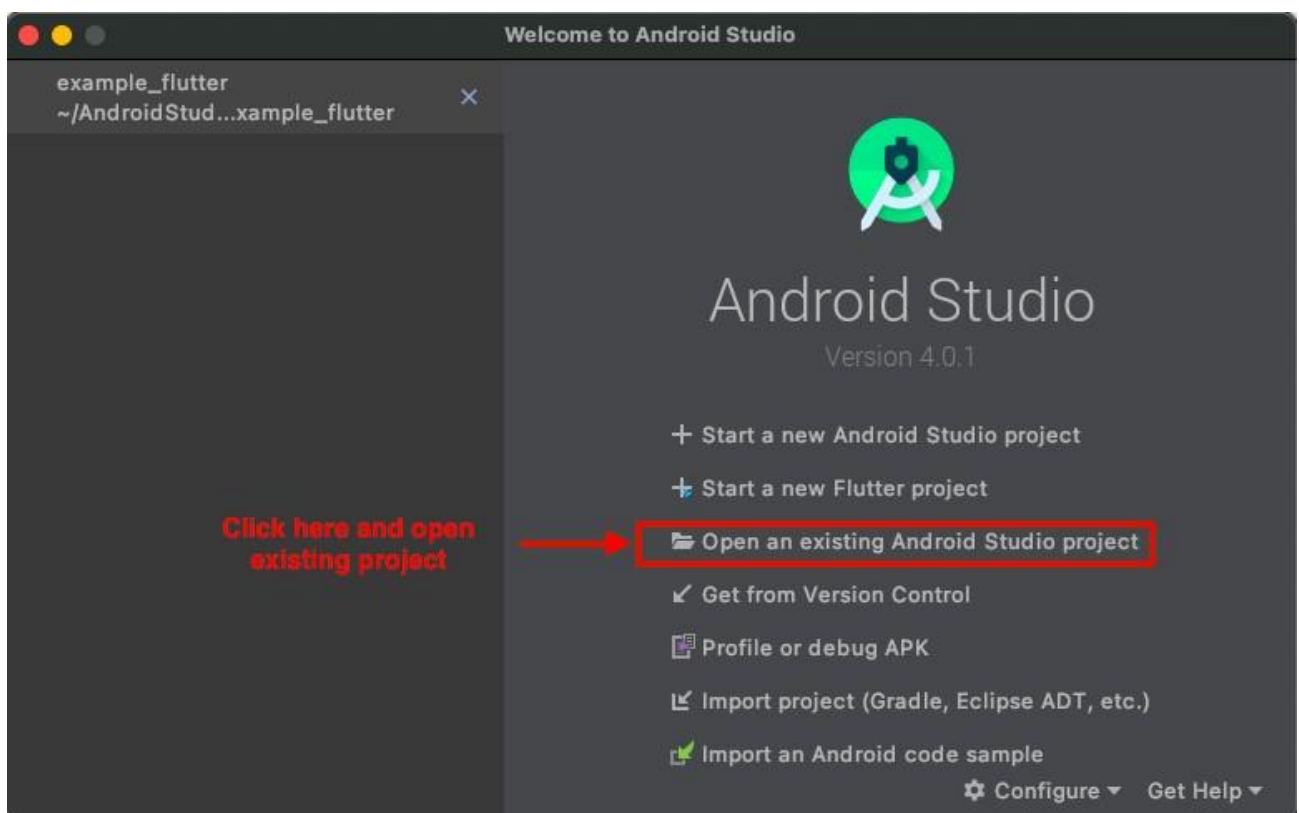 Welcome to Android Studio
example_flutter
~/AndroidStud...xample_flutter
Android Studio
Version 4.0.1
Start a new Android Studio project
Start a new Flutter project
Click here and open
existing project
Open an existing Android Studio project
Get from Version Control
Profile or debug APK
Import project (Gradle, Eclipse ADT, etc.)
Import an Android code sample
Configure
Get Help